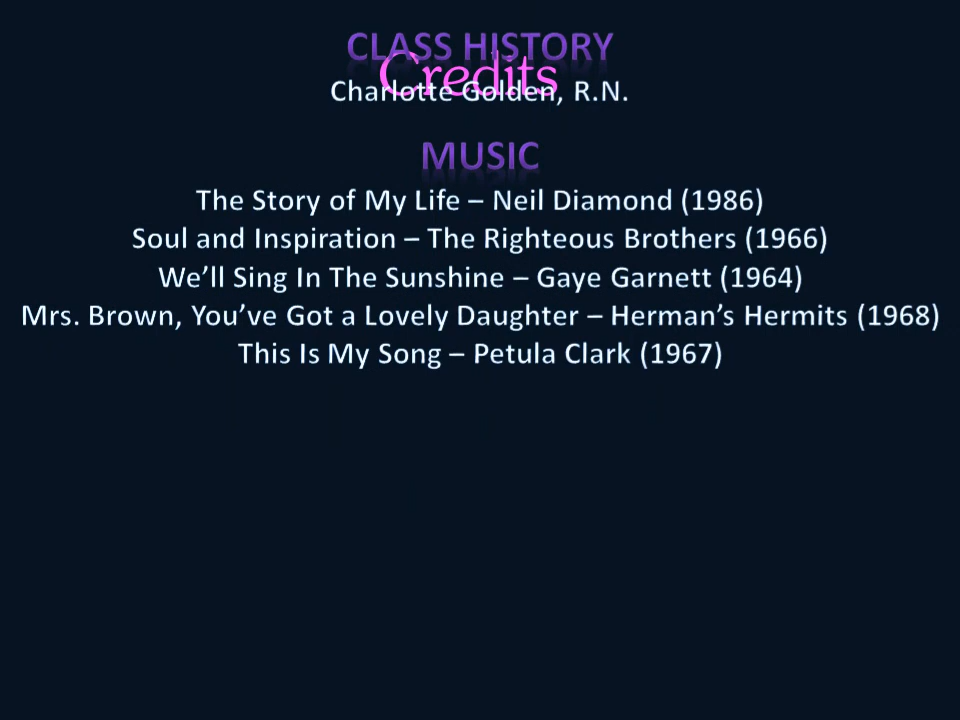 CLASS HISTORY
Credits
Charlotte Golden, R.N.
MUSIC
The Story of My Life – Neil Diamond (1986)
Soul and Inspiration – The Righteous Brothers (1966)
We’ll Sing In The Sunshine – Gaye Garnett (1964)
Mrs. Brown, You’ve Got a Lovely Daughter – Herman’s Hermits (1968)
This Is My Song – Petula Clark (1967)